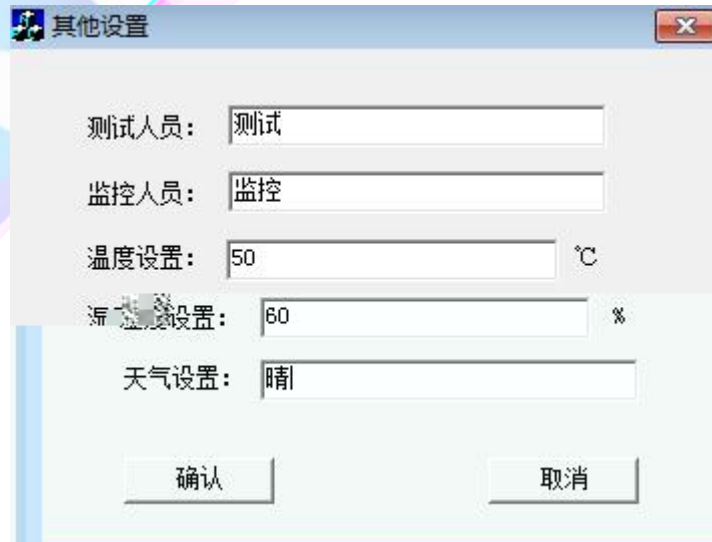 其他设置
测试人员： 测试
监控人员： 监控
温度设置： 50 ℃
设置： 60 %
天气设置： 晴
确认 取消